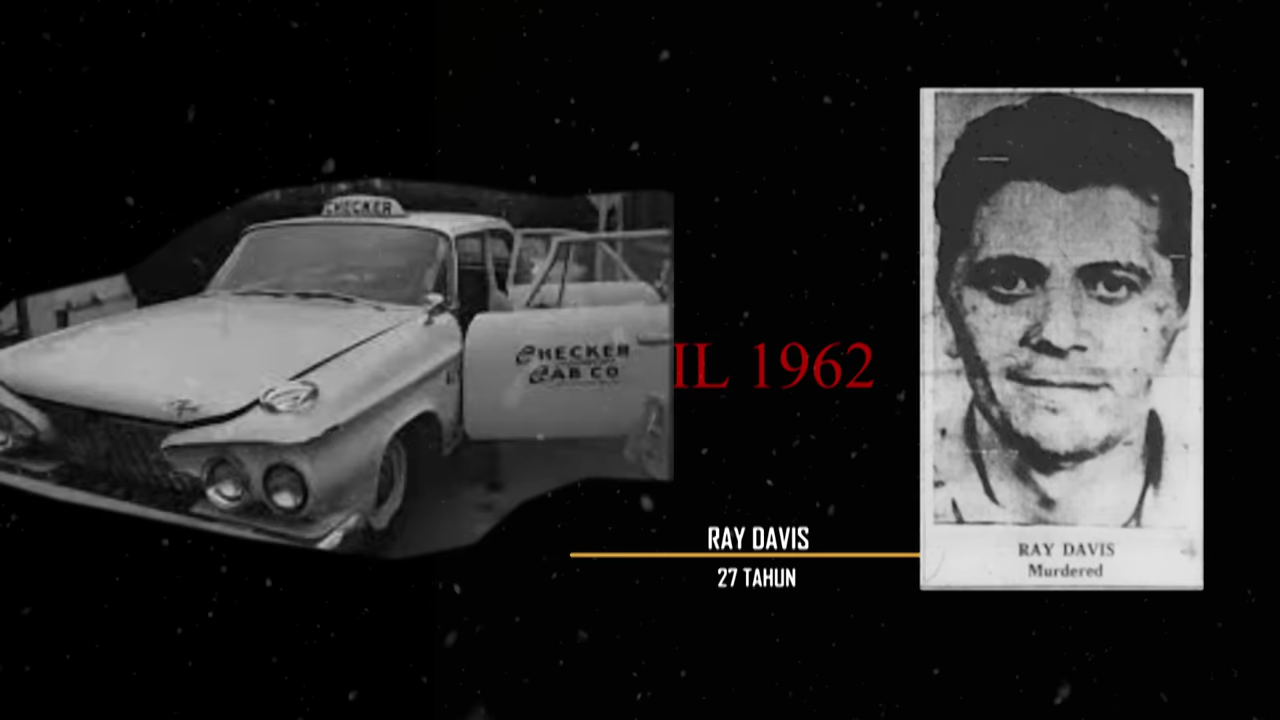 CHECKER
CHECKER
CAB CO
IL 1962
RAY DAVIS
27 TAHUN
RAY DAVIS
Murdered